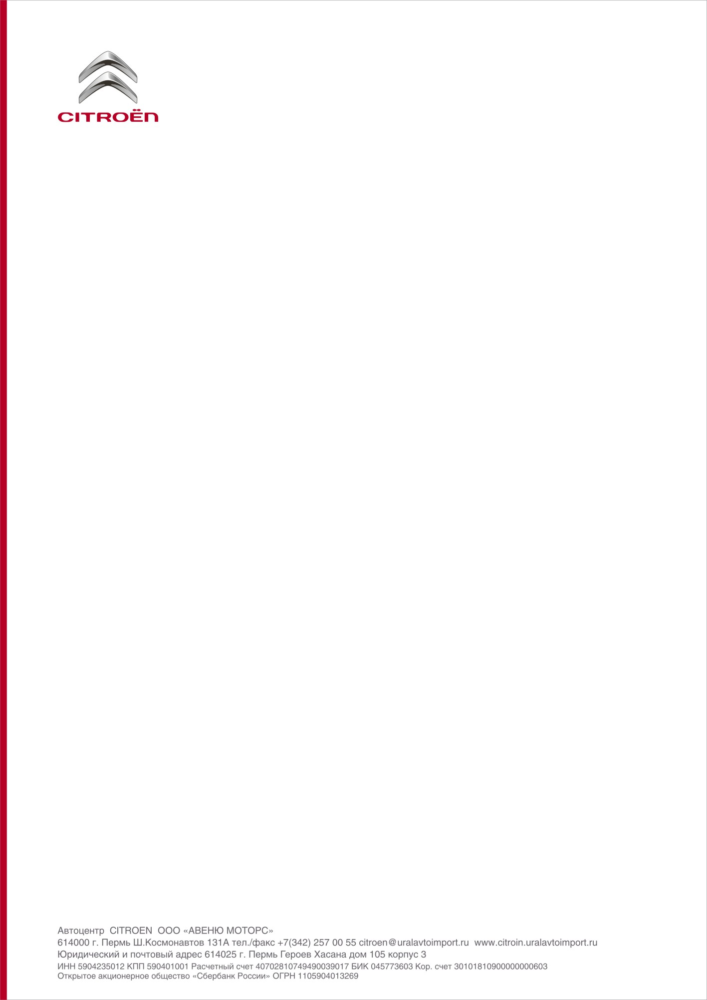 CITROËN
Автоцентр CITROEN ООО «АВЕНЮ МОТОРС»
614000 г. Пермь Ш.Космонавтов 131А тел./факс +7(342) 257 00 55 citroen@uralavtoimport.ru www.citroin.uralavtoimport.ru
Юридический и почтовый адрес 614025 г. Пермь Героев Хасана дом 105 корпус 3
ИНН 5904235012 КПП 590401001 Расчетный счет 40702810749490039017 БИК 045773603 Кор. счет 30101810900000000603
Открытое акционерное общество «Сбербанк России» ОГРН 1105904013269